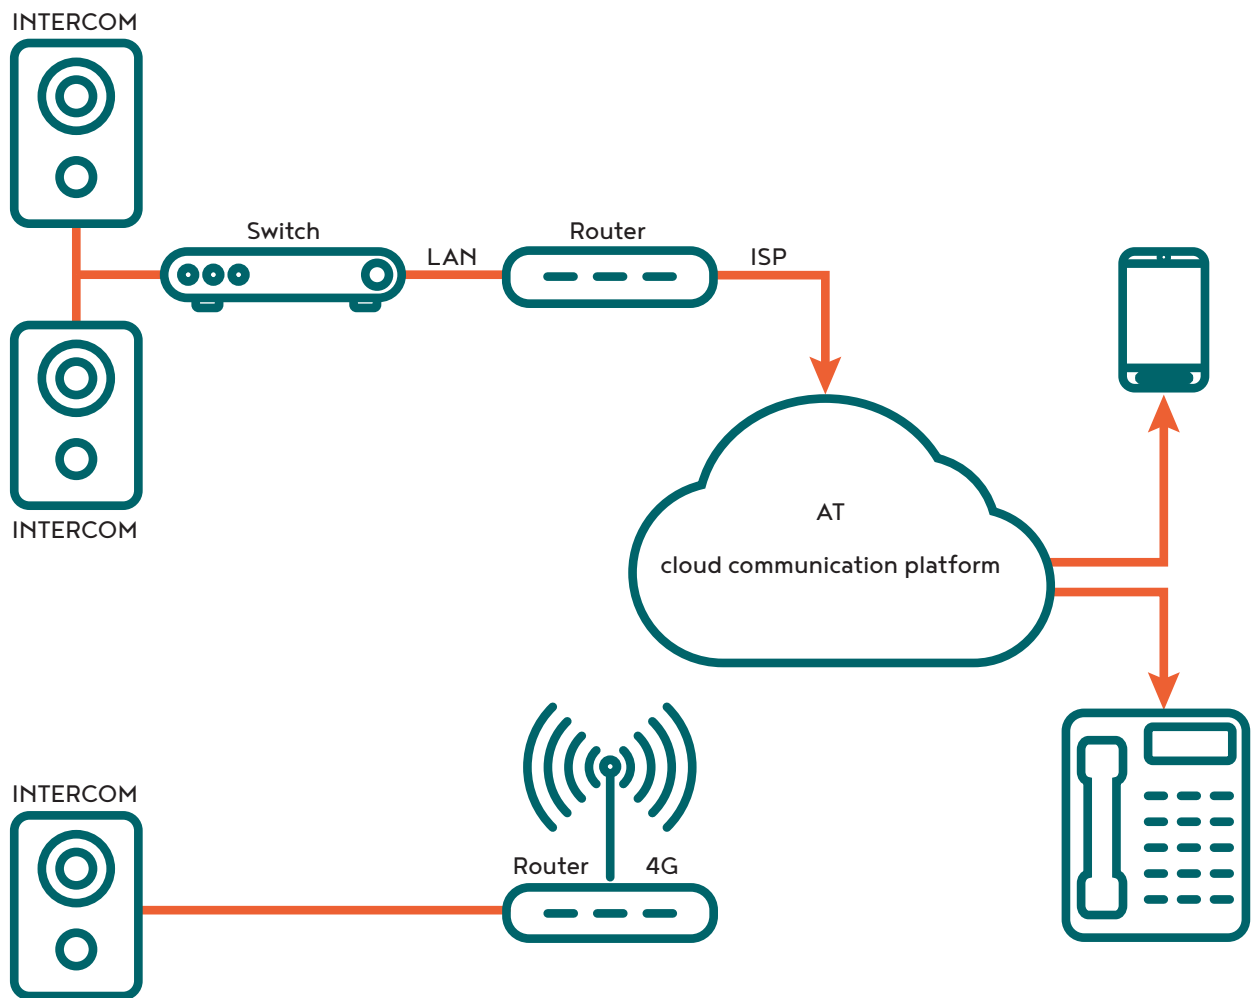 INTERCOM
Switch
LAN
Router
ISP
INTERCOM
AT
cloud communication platform
INTERCOM
Router 4G